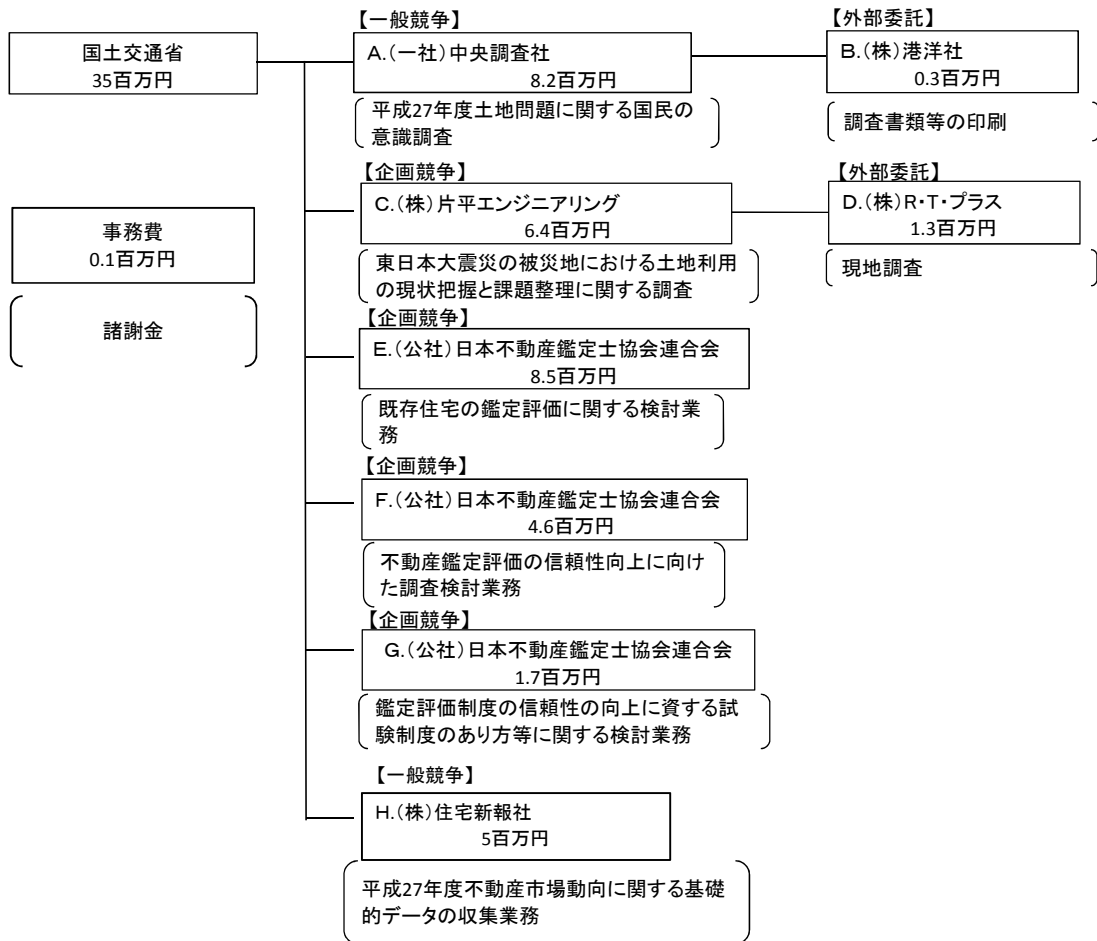 国土交通省
35百万円
【一般競争】
A.(一社)中央調査社
8.2百万円
平成27年度土地問題に関する国民の
意識調査
【外部委託】
B.(株)港洋社
0.3百万円
調査書類等の印刷
事務費
0.1百万円
諸謝金
【企画競争】
C.(株)片平エンジニアリング
6.4百万円
東日本大震災の被災地における土地利用
の現状把握と課題整理に関する調査
【外部委託】
D.(株)R・T・プラス
1.3百万円
現地調査
【企画競争】
E.(公社)日本不動産鑑定士協会連合会
8.5百万円
既存住宅の鑑定評価に関する検討業
務
【企画競争】
F.(公社)日本不動産鑑定士協会連合会
4.6百万円
不動産鑑定評価の信頼性向上に向け
た調査検討業務
【企画競争】
G.(公社)日本不動産鑑定士協会連合会
1.7百万円
鑑定評価制度の信頼性の向上に資する試
験制度のあり方等に関する検討業務
【一般競争】
H.(株)住宅新報社
5百万円
平成27年度不動産市場動向に関する基礎
的データの収集業務